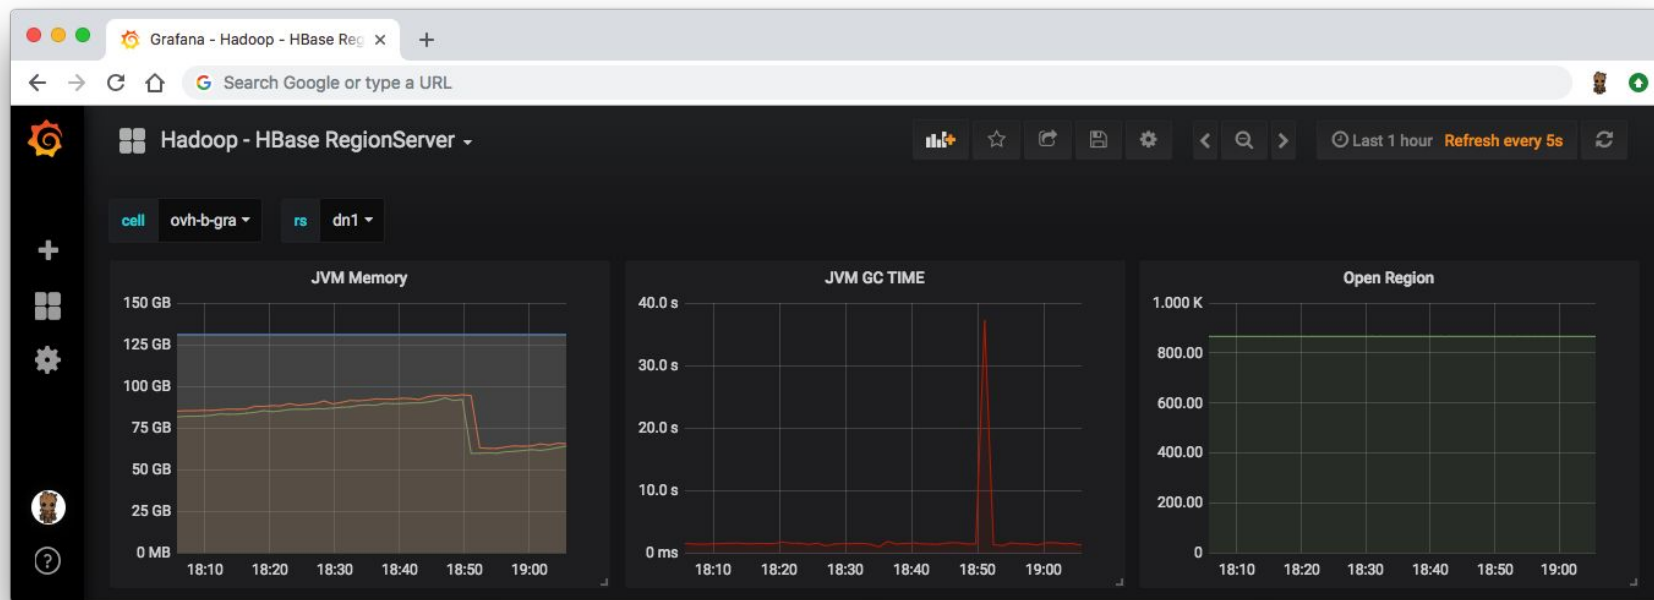 Grafana - Hadoop - HBase Reg
Search Google or type a URL
Hadoop - HBase RegionServer
Last 1 hour Refresh every 5s
cell ovh-b-gra rs dn1
JVM Memory
150 GB
125 GB
100 GB
75 GB
50 GB
25 GB
0 MB
18:10 18:20 18:30 18:40 18:50 19:00
JVM GC TIME
40.0 s
30.0 s
20.0 s
10.0 s
0 ms
18:10 18:20 18:30 18:40 18:50 19:00
Open Region
1.000 K
800.00
600.00
400.00
200.00
0
18:10 18:20 18:30 18:40 18:50 19:00